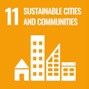 11 SUSTAINABLE CITIES
AND COMMUNITIES